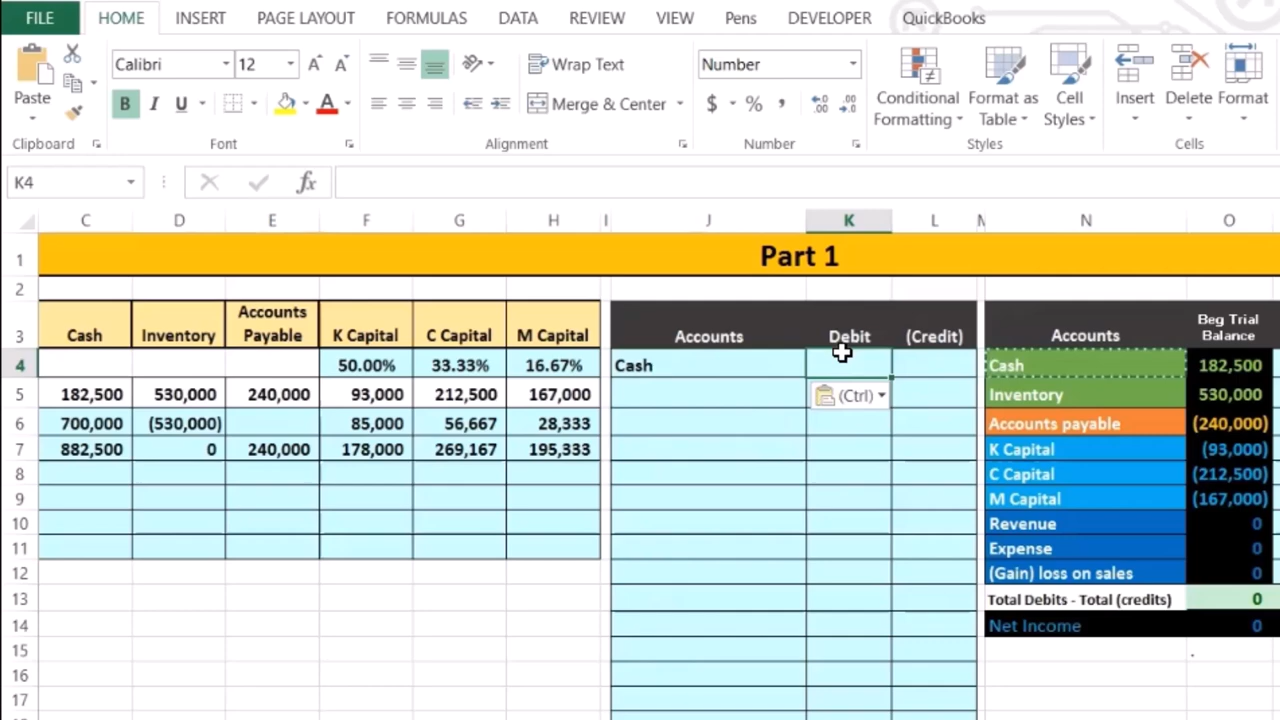 FILE HOME INSERT PAGE LAYOUT FORMULAS DATA REVIEW VIEW Pens DEVELOPER QuickBooks
Paste
Calibri 12
B I U
Wrap Text
Merge & Center
Number
$ % ,
Conditional Formatting
Format as Table
Cell Styles
Insert Delete Format
Clipboard Font Alignment Number Styles Cells
K4 fx
C D E F G H I J K L M N O
1 Part 1
2
3 Cash Inventory Accounts Payable K Capital C Capital M Capital Accounts Debit (Credit) Accounts Beg Trial Balance
4 50.00% 33.33% 16.67% Cash Cash 182,500
5 182,500 530,000 240,000 93,000 212,500 167,000 (Ctrl) Inventory 530,000
6 700,000 (530,000) 85,000 56,667 28,333 Accounts payable (240,000)
7 882,500 0 240,000 178,000 269,167 195,333 K Capital (93,000)
8 C Capital (212,500)
9 M Capital (167,000)
10 Revenue 0
11 Expense 0
12 (Gain) loss on sales 0
13 Total Debits - Total (credits) 0
14 Net Income 0
15
16
17